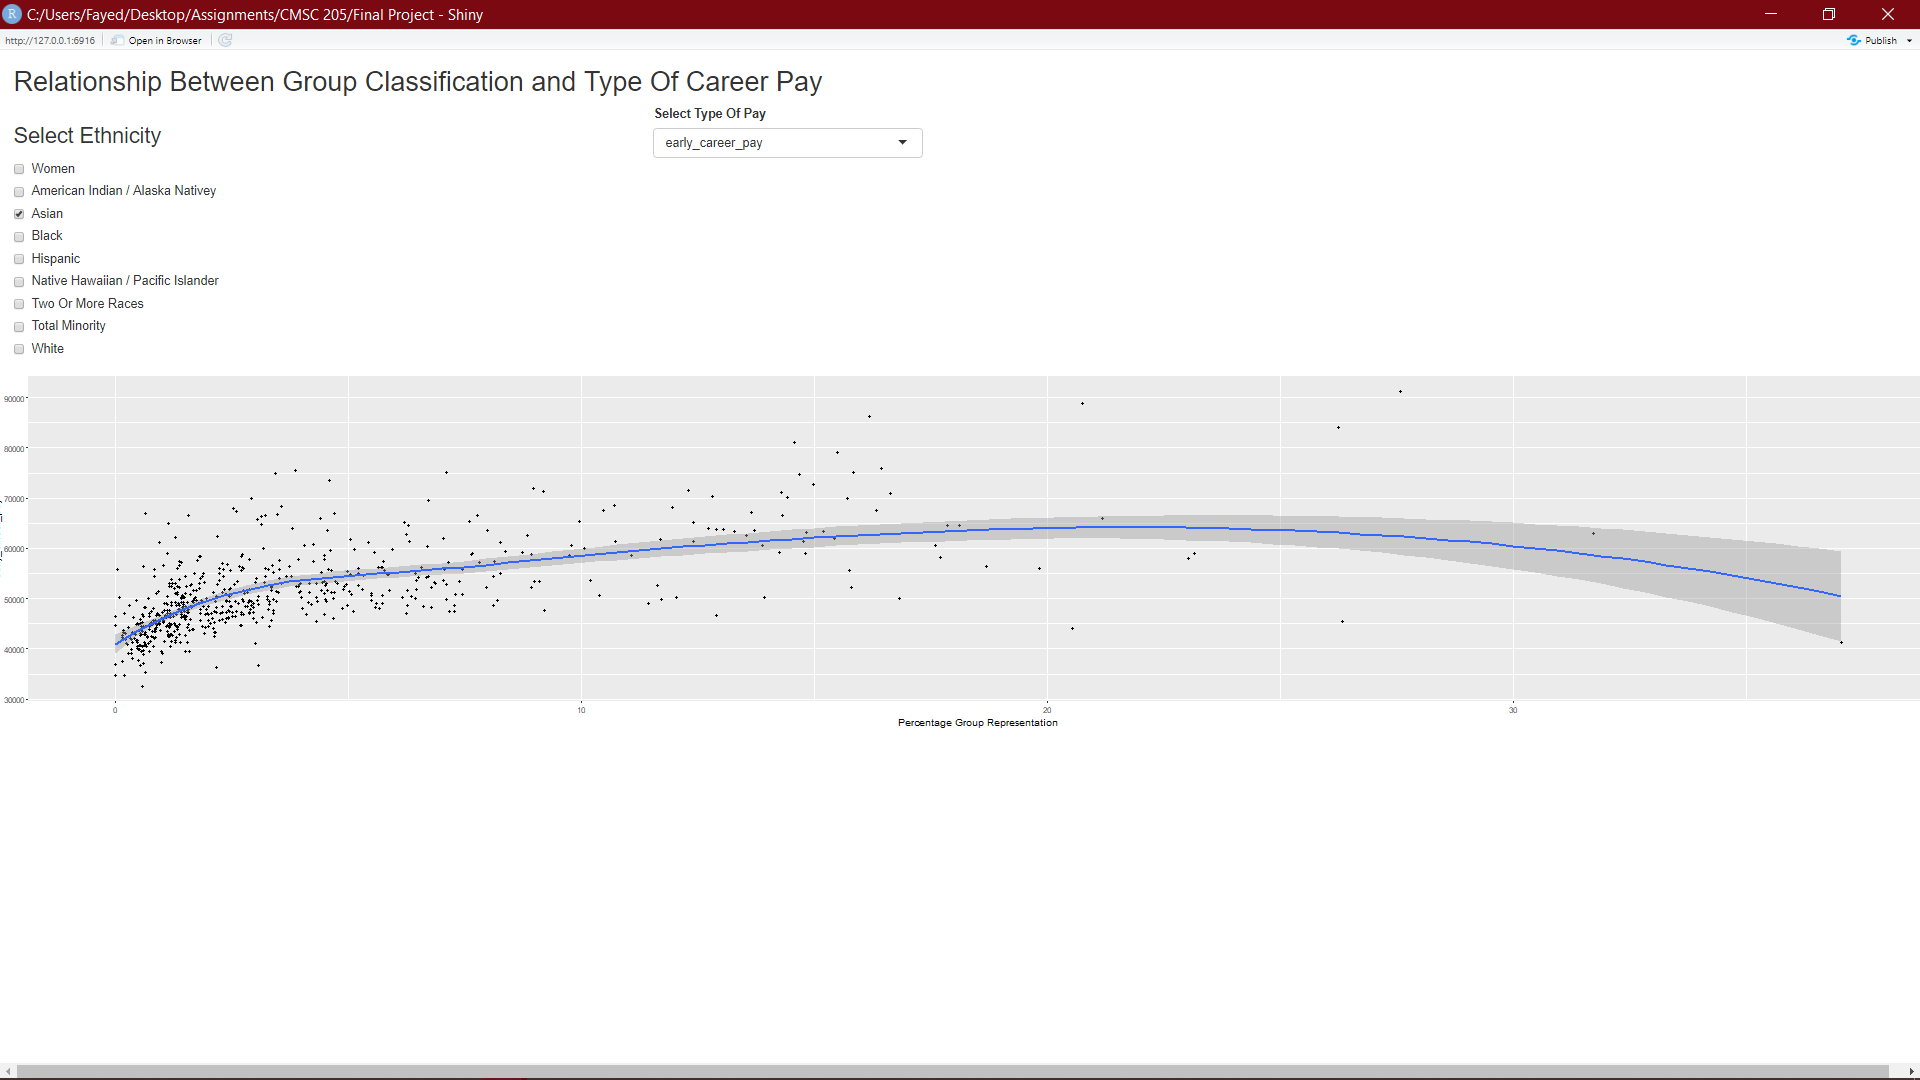 R C:/Users/Fayed/Desktop/Assignments/CMSC 205/Final Project - Shiny
http://127.0.0.1:6916 Open in Browser Publish
Relationship Between Group Classification and Type Of Career Pay
Select Type Of Pay
early_career_pay
Select Ethnicity
Women
American Indian / Alaska Nativey
Asian
Black
Hispanic
Native Hawaiian / Pacific Islander
Two Or More Races
Total Minority
White
90000
80000
70000
60000
50000
40000
30000
0 10 20 30
Percentage Group Representation